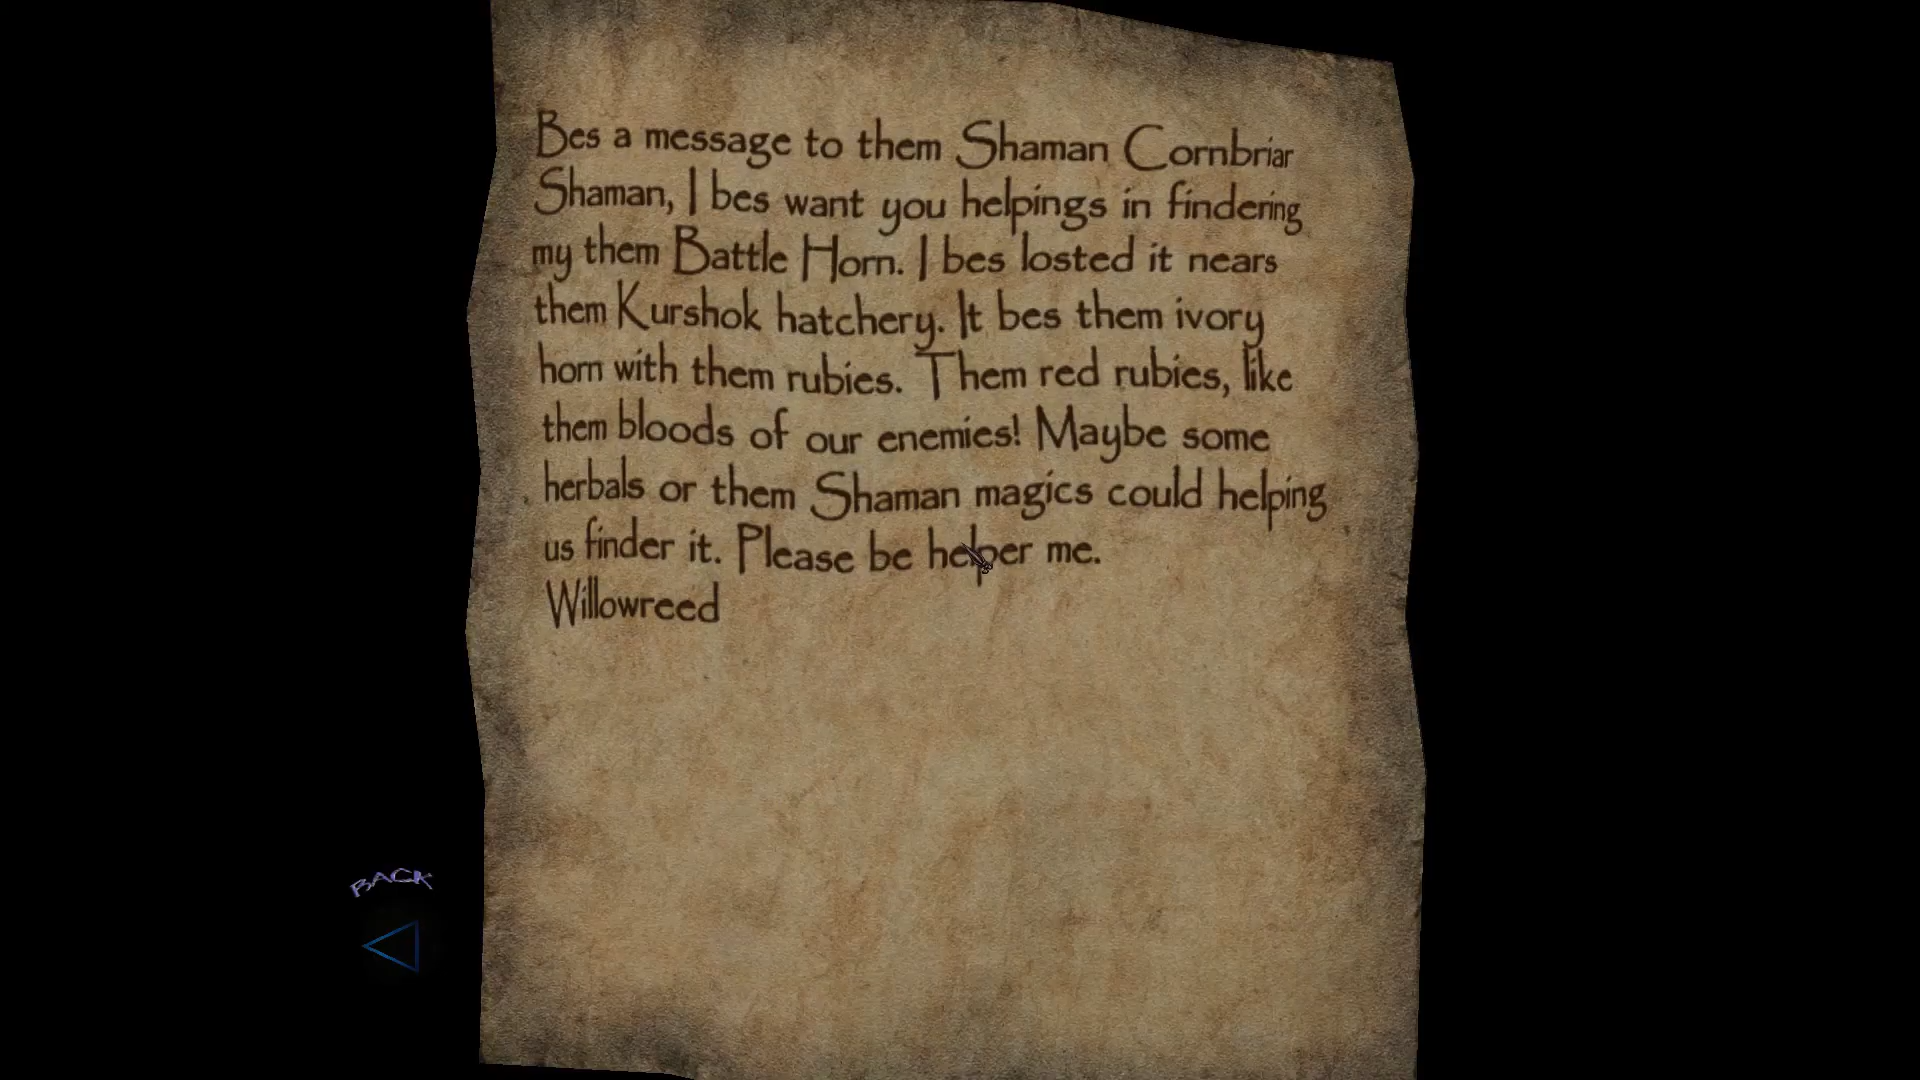 Bes a message to them Shaman Cornbriar
Shaman, I bes want you helpings in findering
my them Battle Horn. I bes losted it nears
them Kurshok hatchery. It bes them ivory
horn with them rubies. Them red rubies, like
them bloods of our enemies! Maybe some
herbals or them Shaman magics could helping
us finder it. Please be helper me.
Willowreed
BACK